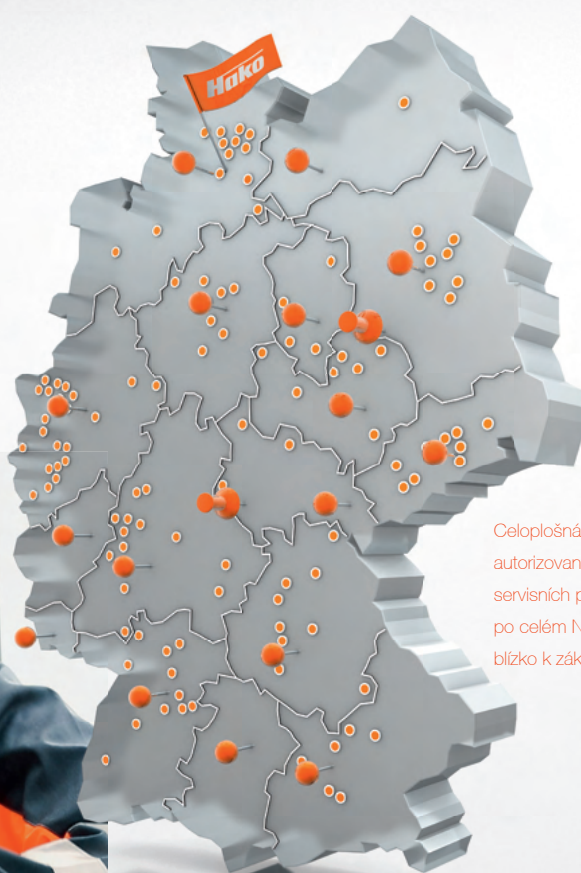 Hako
Celoplošná
autorizovan
servisních p
po celém N
blízko k zák